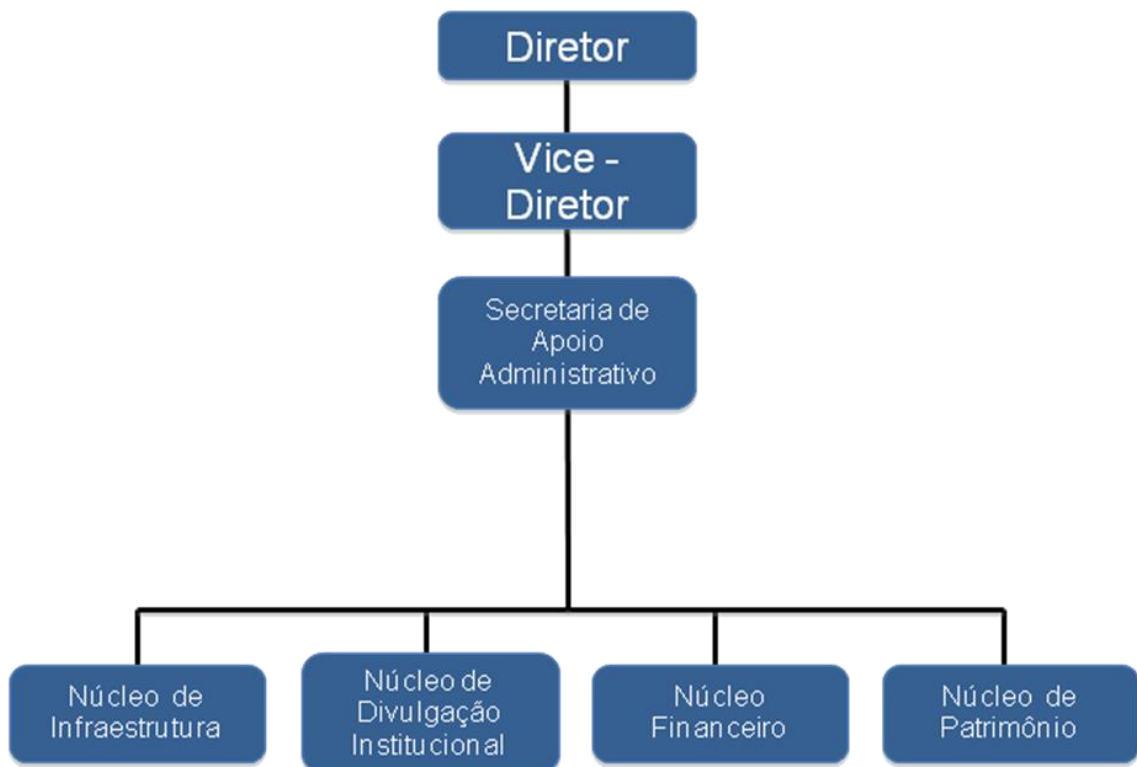 Diretor
Vice -
Diretor
Secretaria de
Apoio
Administrativo
Núcleo de
Infraestrutura
Núcleo de
Divulgação
Institucional
Núcleo
Financeiro
Núcleo de
Patrimônio